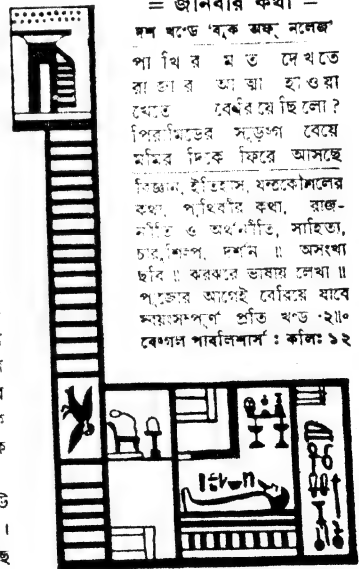 = জানবার কথা =
দশ খণ্ডে 'বুক অফ্ নলেজ'
পাখির মত দেখতে
রাজার আত্মা হাওয়া
খেতে বেরিয়েছিলো?
পিরামিডের সুড়ংগ বেয়ে
মমির দিকে ফিরে আসছে
বিজ্ঞান, ইতিহাস, যন্ত্রকৌশলের
কথা, পৃথিবীর কথা, রাজ-
নীতি ও অর্থনীতি, সাহিত্য,
চারুশিল্প, দর্শন ॥ অসংখ্য
ছবি ॥ ঝরঝরে ভাষায় লেখা ॥
পুজোর আগেই বেরিয়ে যাবে
স্বয়ংসম্পূর্ণ প্রতি খণ্ড ২॥০
বেংগল পাবলিশার্স : কলিঃ ১২
র
ক
টি
।
ছে